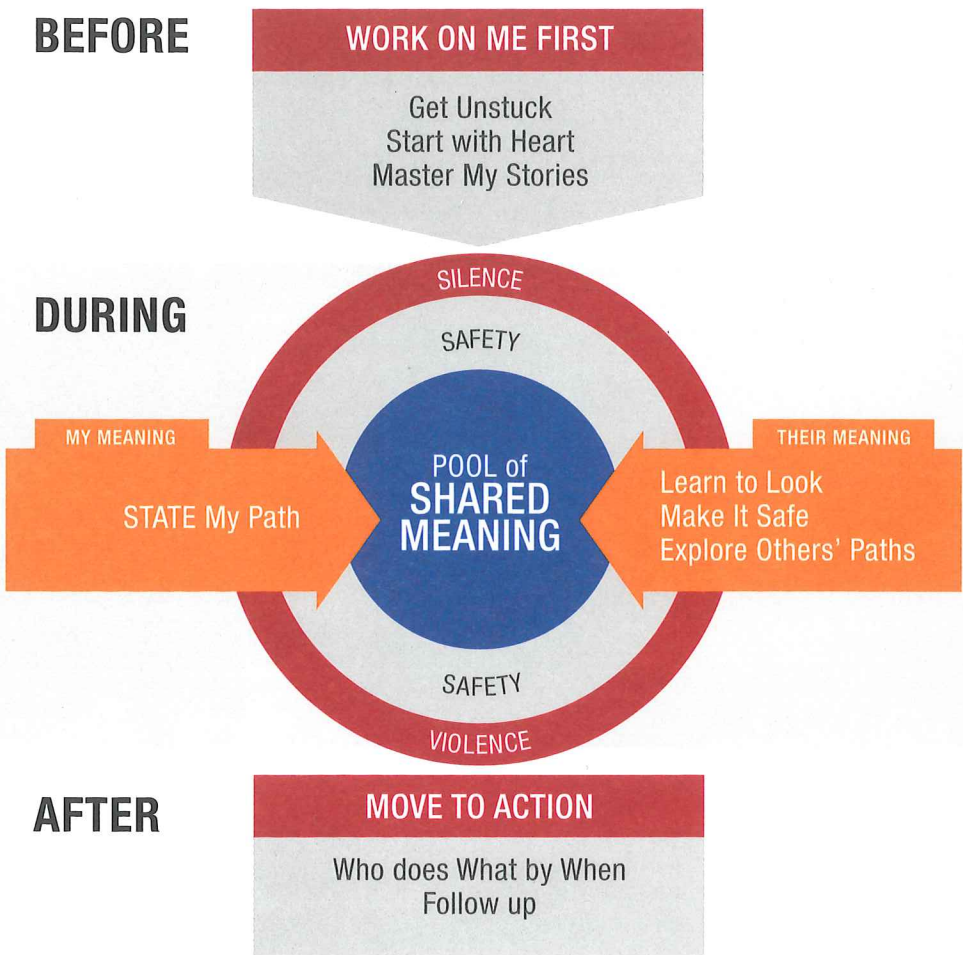 BEFORE
WORK ON ME FIRST
Get Unstuck
Start with Heart
Master My Stories
DURING
SILENCE
SAFETY
MY MEANING
STATE My Path
POOL of
SHARED
MEANING
THEIR MEANING
Learn to Look
Make It Safe
Explore Others' Paths
SAFETY
VIOLENCE
AFTER
MOVE TO ACTION
Who does What by When
Follow up